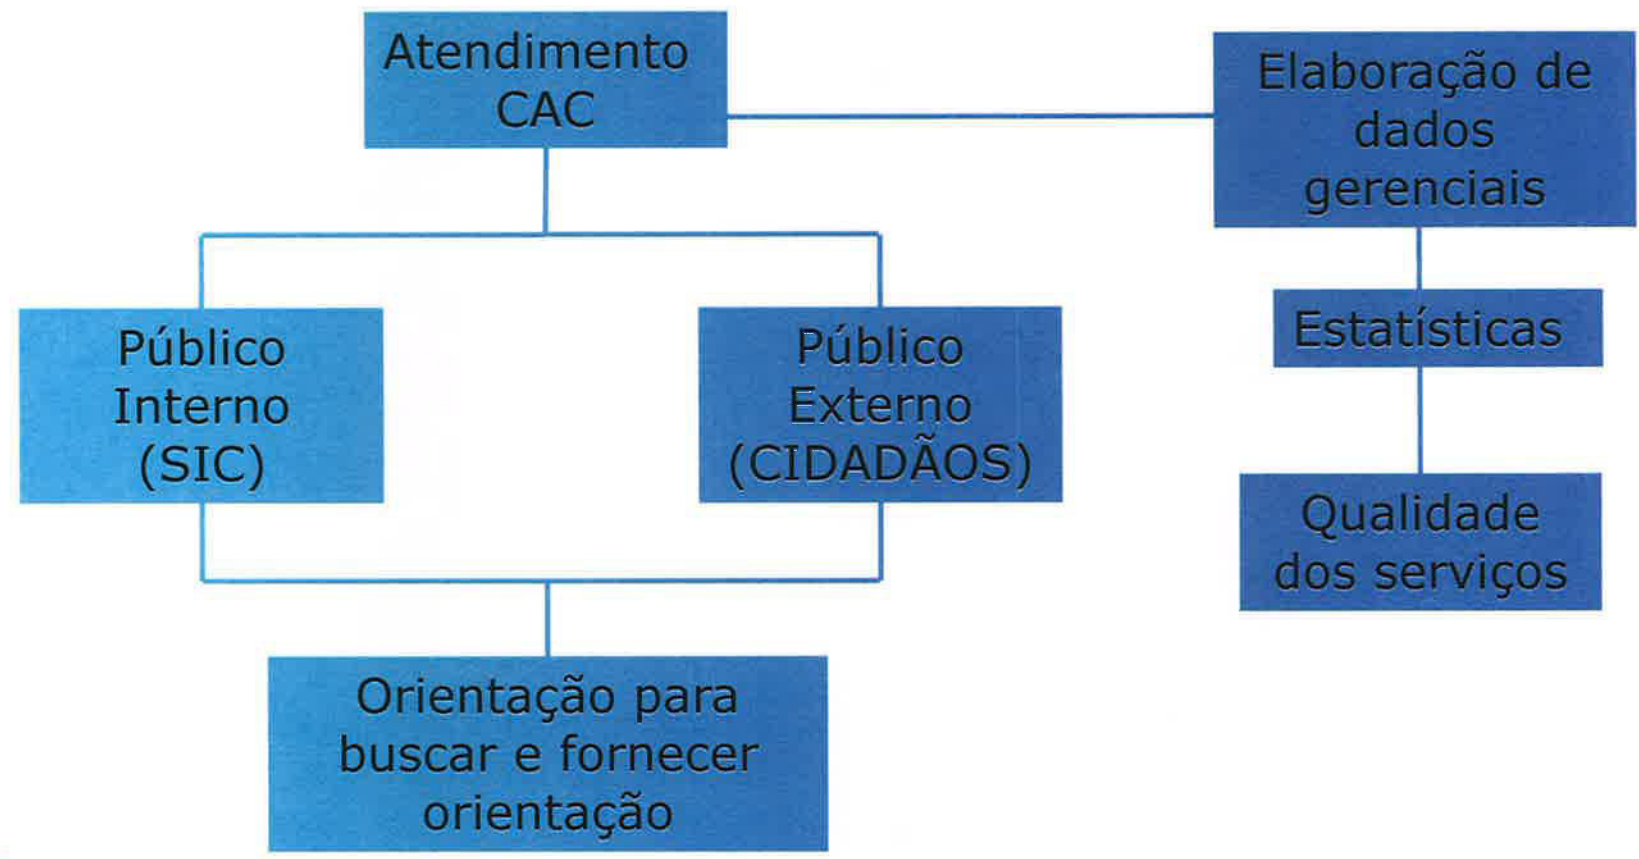 Atendimento
CAC
Elaboração de
dados
gerenciais
Público
Interno
(SIC)
Público
Externo
(CIDADÃOS)
Estatísticas
Qualidade
dos serviços
Orientação para
buscar e fornecer
orientação